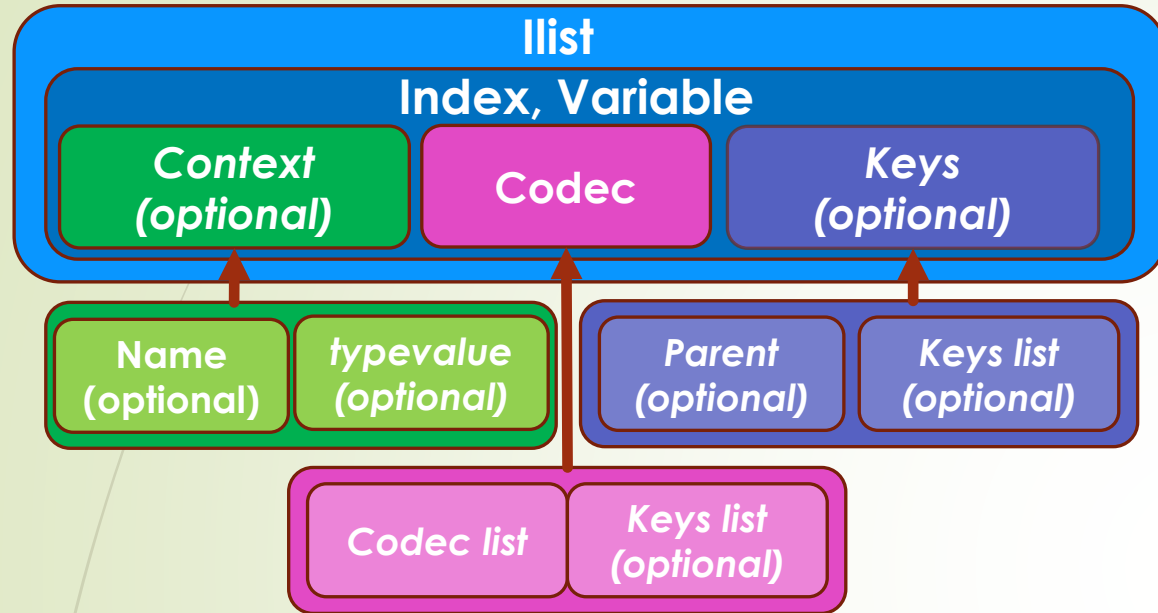 Ilist
Index, Variable
Context
(optional)
Codec
Keys
(optional)
Name
(optional)
typevalue
(optional)
Parent
(optional)
Keys list
(optional)
Codec list
Keys list
(optional)